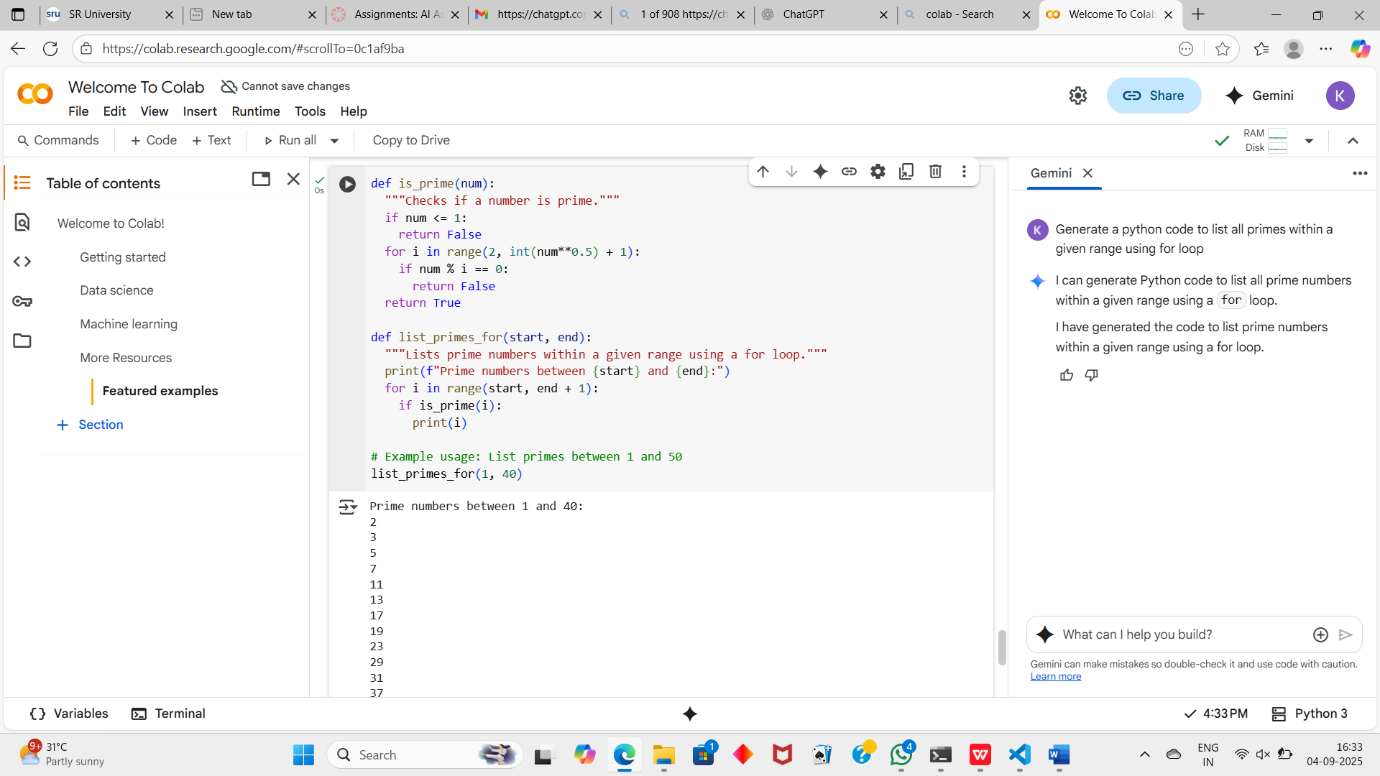 SR University
New tab
Assignments: AI As
https://chatgpt.co
1 of 908 https://ch
ChatGPT
colab - Search
Welcome To Colab
https://colab.research.google.com/#scrollTo=0c1af9ba
Welcome To Colab
Cannot save changes
File Edit View Insert Runtime Tools Help
Share
Gemini
K
Commands
+ Code + Text
Run all
Copy to Drive
RAM
Disk
Table of contents
Welcome to Colab!
Getting started
Data science
Machine learning
More Resources
Featured examples
+ Section
0s
def is_prime(num):
  """Checks if a number is prime."""
  if num <= 1:
    return False
  for i in range(2, int(num**0.5) + 1):
    if num % i == 0:
      return False
  return True
def list_primes_for(start, end):
  """Lists prime numbers within a given range using a for loop."""
  print(f"Prime numbers between {start} and {end}:")
  for i in range(start, end + 1):
    if is_prime(i):
      print(i)
# Example usage: List primes between 1 and 50
list_primes_for(1, 40)
Prime numbers between 1 and 40:
2
3
5
7
11
13
17
19
23
29
31
37
Gemini
K
Generate a python code to list all primes within a
given range using for loop
I can generate Python code to list all prime numbers
within a given range using a for loop.
I have generated the code to list prime numbers
within a given range using a for loop.
What can I help you build?
Gemini can make mistakes so double-check it and use code with caution.
Learn more
{} Variables
Terminal
4:33 PM
Python 3
9+
31°C
Partly sunny
Search
1
4
W
ENG
IN
16:33
04-09-2025